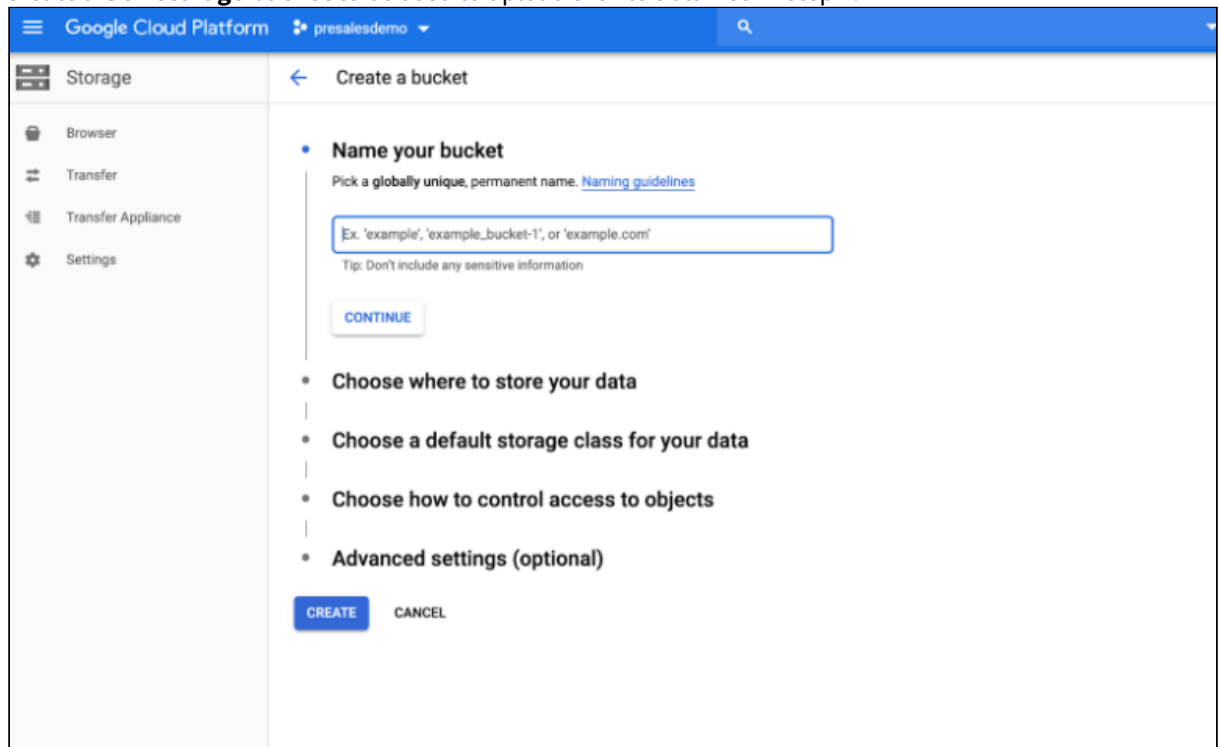 Google Cloud Platform
presalesdemo
Storage
Create a bucket
Browser
Transfer
Transfer Appliance
Settings
Name your bucket
Pick a globally unique, permanent name. Naming guidelines
Ex. 'example', 'example_bucket-1', or 'example.com'
Tip: Don't include any sensitive information
CONTINUE
Choose where to store your data
Choose a default storage class for your data
Choose how to control access to objects
Advanced settings (optional)
CREATE CANCEL